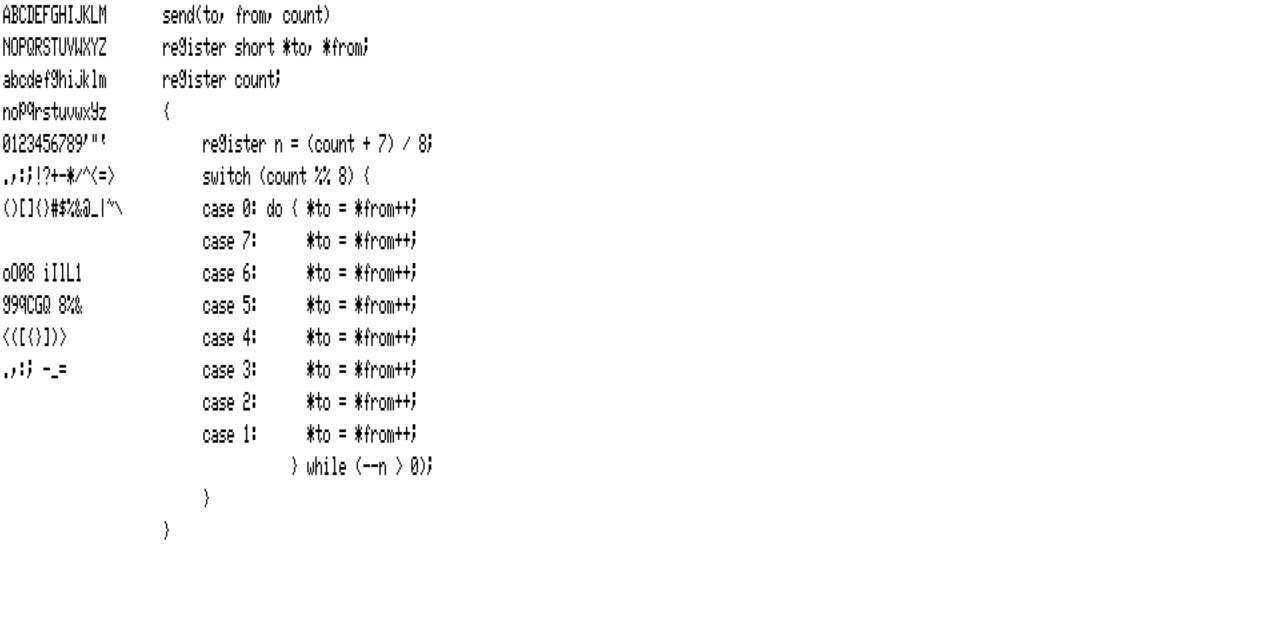 ABCDEFGHIJKLM send(to, from, count)
NOPQRSTUVWXYZ register short *to, *from;
abcdefghijklm register count;
nopqrstuvwxyz {
0123456789'"` register n = (count + 7) / 8;
.,:;!?+-*/^<=> switch (count %% 8) {
()[]{}#$%&@_|~\ case 0: do { *to = *from++;
case 7: *to = *from++;
oO08 iIlL1 case 6: *to = *from++;
g9qCGQ 8%& case 5: *to = *from++;
<([{}])> case 4: *to = *from++;
.,:; -_= case 3: *to = *from++;
case 2: *to = *from++;
case 1: *to = *from++;
} while (--n > 0);
}
}